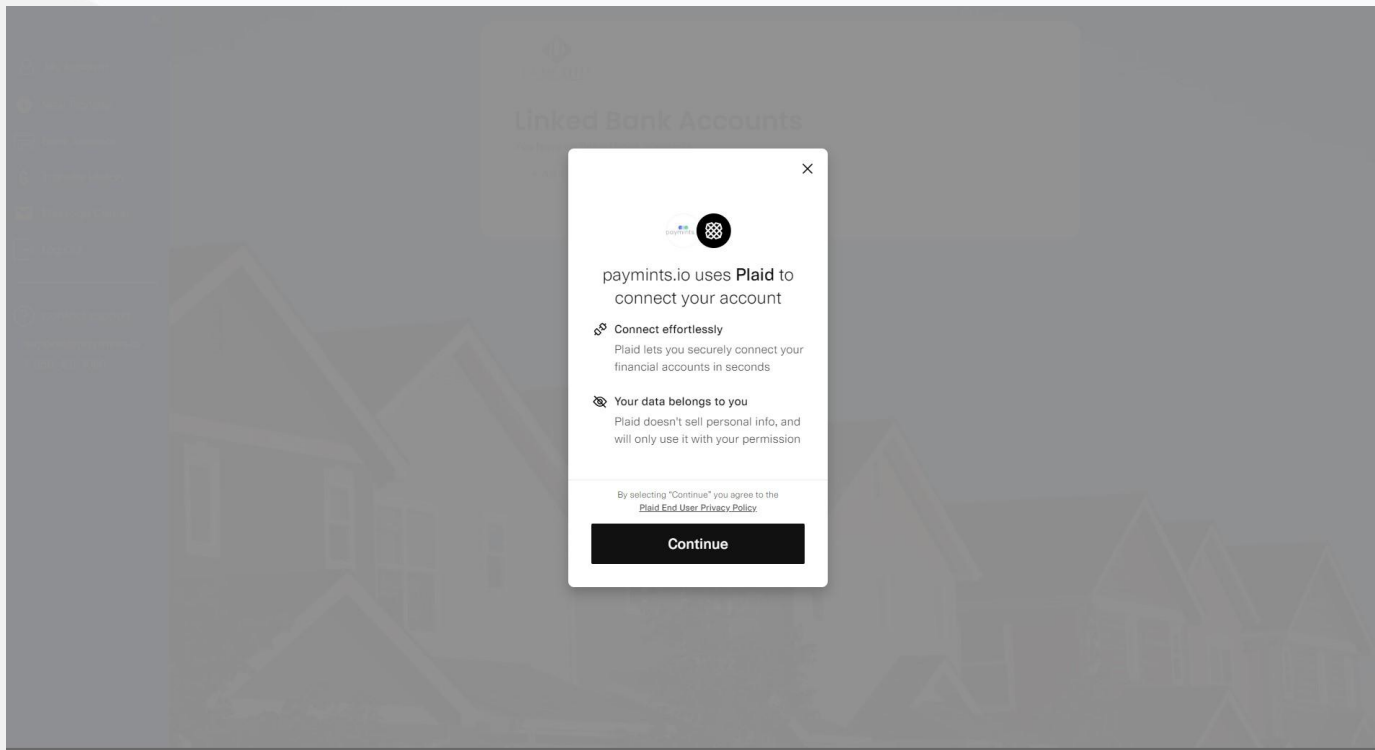 Linked Bank Accounts
paymints
paymints.io uses Plaid to
connect your account
Connect effortlessly
Plaid lets you securely connect your
financial accounts in seconds
Your data belongs to you
Plaid doesn't sell personal info, and
will only use it with your permission
By selecting "Continue" you agree to the
Plaid End User Privacy Policy
Continue